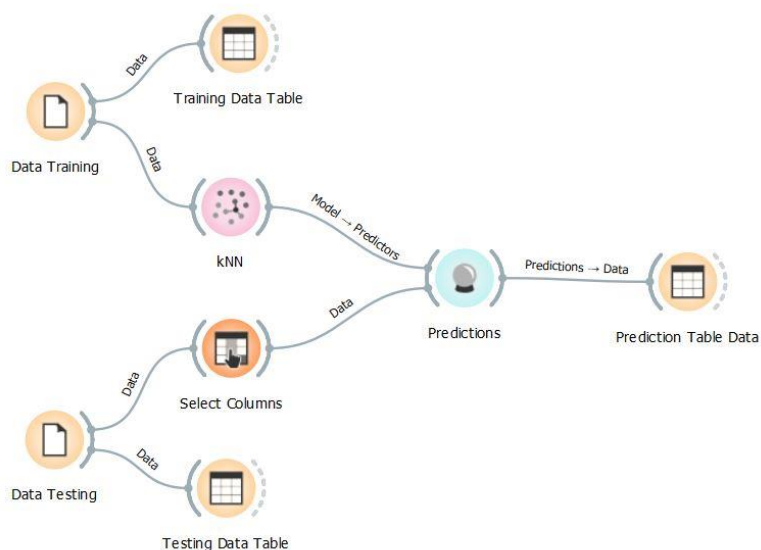 Data
Training Data Table
Data Training
Data
kNN
Model → Predictors
Predictions → Data
Predictions
Prediction Table Data
Data
Select Columns
Data
Data Testing
Data
Testing Data Table